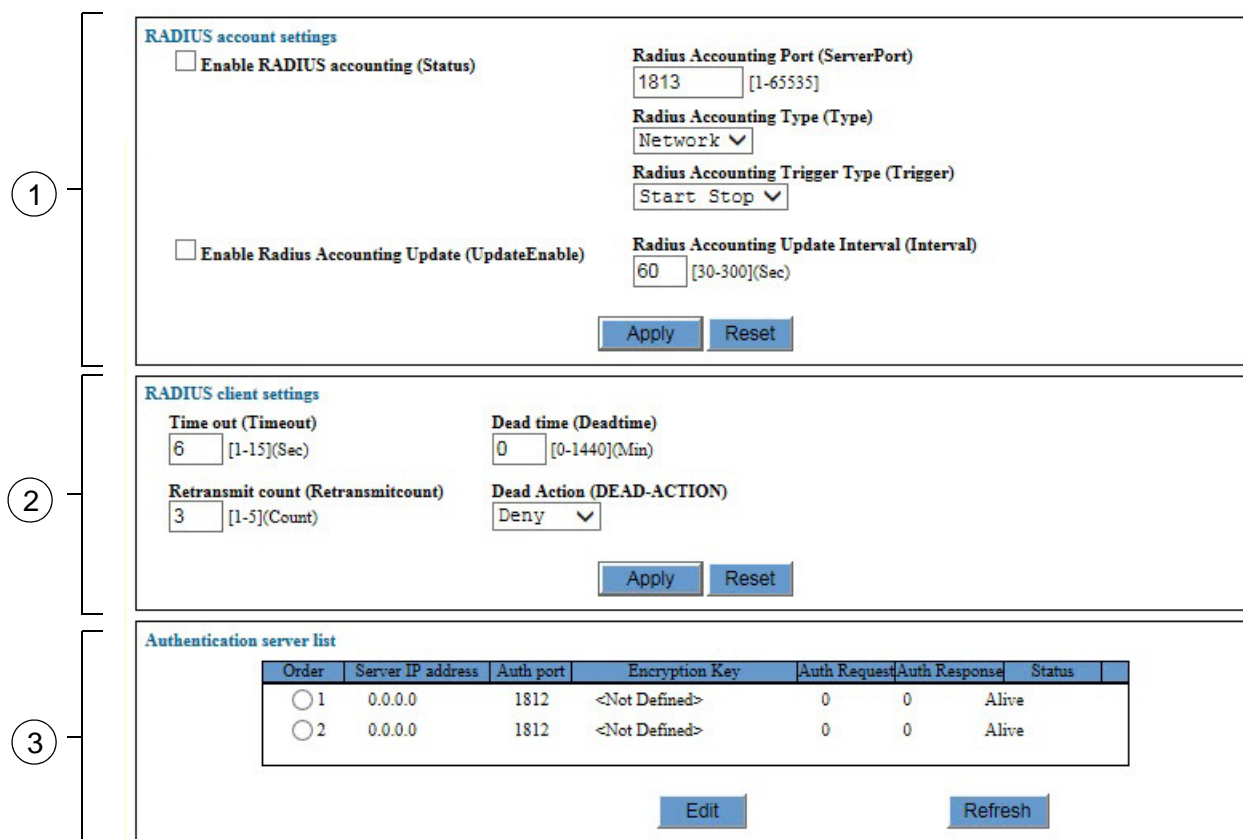 1
RADIUS account settings
Enable RADIUS accounting (Status)
Radius Accounting Port (ServerPort)
1813 [1-65535]
Radius Accounting Type (Type)
Network
Radius Accounting Trigger Type (Trigger)
Start Stop
Enable Radius Accounting Update (UpdateEnable)
Radius Accounting Update Interval (Interval)
60 [30-300](Sec)
Apply Reset
2
RADIUS client settings
Time out (Timeout) Dead time (Deadtime)
6 [1-15](Sec) 0 [0-1440](Min)
Retransmit count (Retransmitcount) Dead Action (DEAD-ACTION)
3 [1-5](Count) Deny
Apply Reset
3
Authentication server list
Order Server IP address Auth port Encryption Key Auth Request Auth Response Status
1 0.0.0.0 1812 <Not Defined> 0 0 Alive
2 0.0.0.0 1812 <Not Defined> 0 0 Alive
Edit Refresh